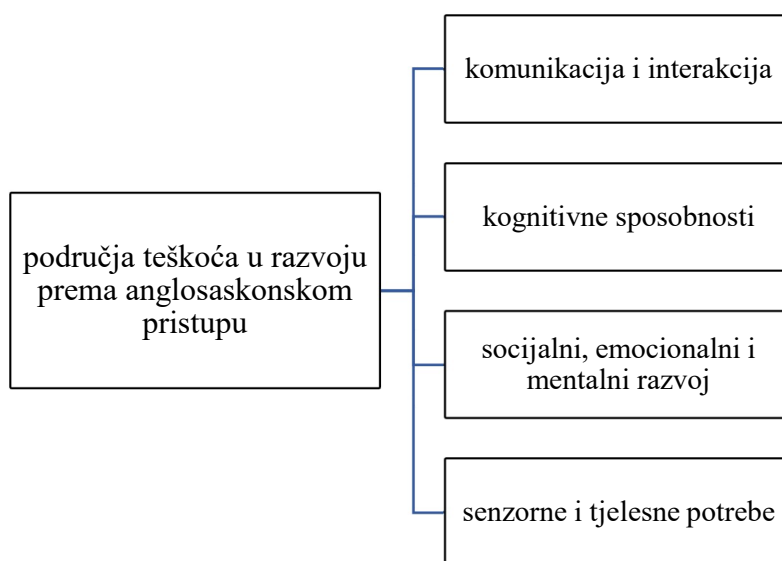 područja teškoća u razvoju
prema anglosaskonskom
pristupu
komunikacija i interakcija
kognitivne sposobnosti
socijalni, emocionalni i
mentalni razvoj
senzorne i tjelesne potrebe